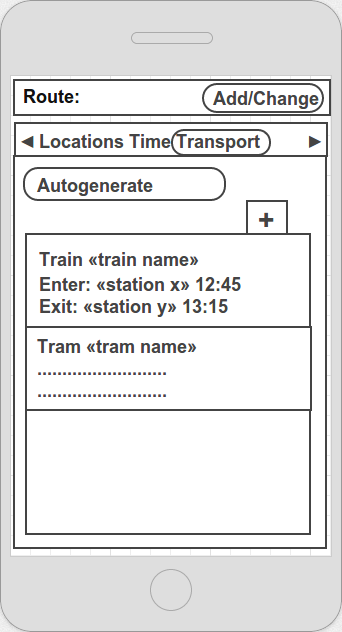 Route: Add/Change
◀ Locations Time Transport ▶
Autogenerate
+
Train «train name»
Enter: «station x» 12:45
Exit: «station y» 13:15
Tram «tram name»
..........................
..........................